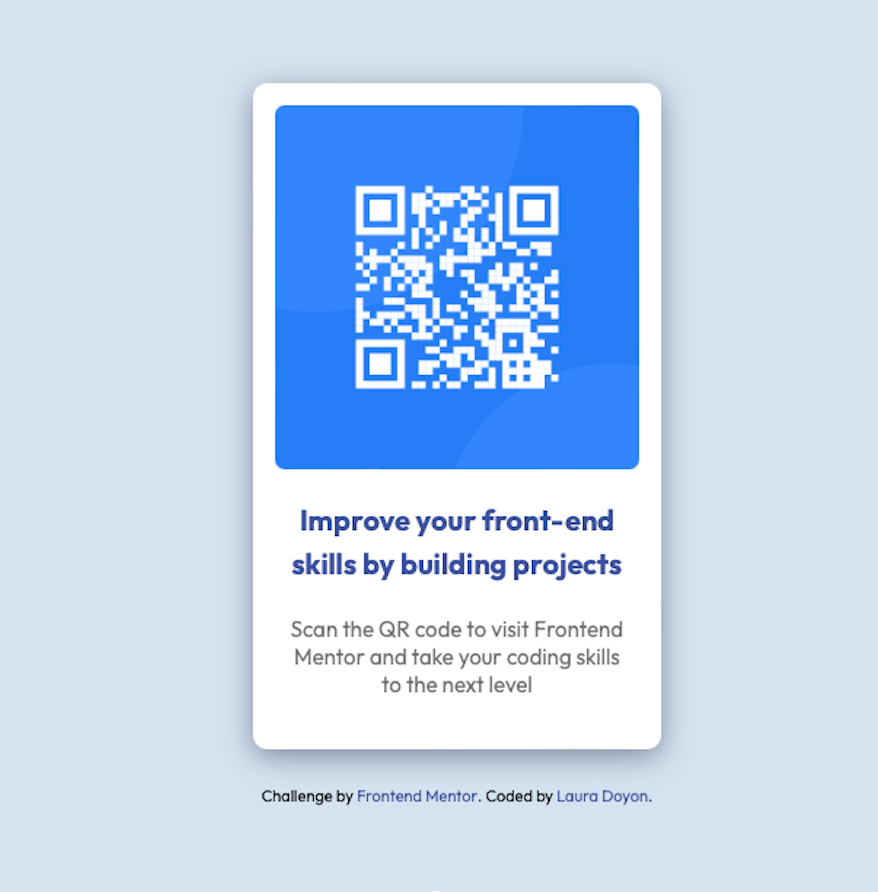 Improve your front-end
skills by building projects
Scan the QR code to visit Frontend
Mentor and take your coding skills
to the next level
Challenge by Frontend Mentor. Coded by Laura Doyon.